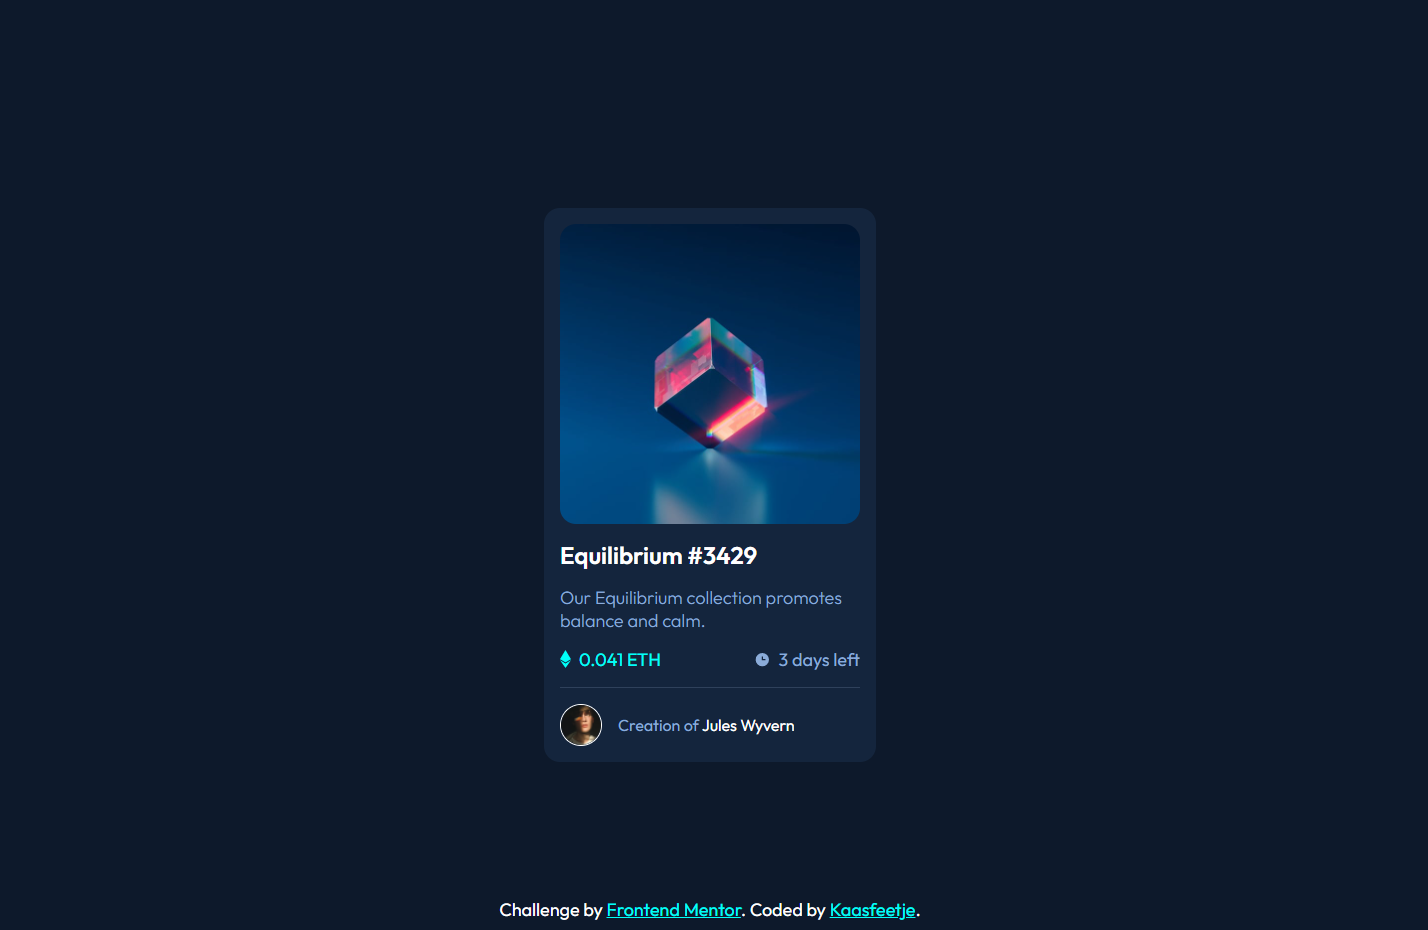 Equilibrium #3429
Our Equilibrium collection promotes
balance and calm.
0.041 ETH 3 days left
Creation of Jules Wyvern
Challenge by Frontend Mentor. Coded by Kaasfeetje.